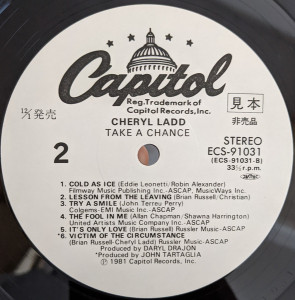 Capitol
Reg. Trademark of
Capitol Records, Inc.
12/1 発売
CHERYL LADD
TAKE A CHANCE
見本
非売品
2
STEREO
ECS-91031
(ECS-91031-B)
33⅓ r.p.m.
1. COLD AS ICE (Eddie Leonetti/Robin Alexander)
Filmway Music Publishing Inc.-ASCAP, MusicWays Inc.
2. LESSON FROM THE LEAVING (Brian Russell/Christian)
3. TRY A SMILE (John Terrey Perry)
Colgems-EMI Music Inc.-ASCAP
4. THE FOOL IN ME (Allan Chapman/Shawna Harrington)
United Artists Music Company Inc.-ASCAP
5. IT'S ONLY LOVE (Brian Russell) Russler Music-ASCAP
*6. VICTIM OF THE CIRCUMSTANCE
(Brian Russell-Cheryl Ladd) Russler Music-ASCAP
Produced by DARYL DRAJON
*Produced by JOHN TARTAGLIA
Ⓟ 1981 Capitol Records, Inc.